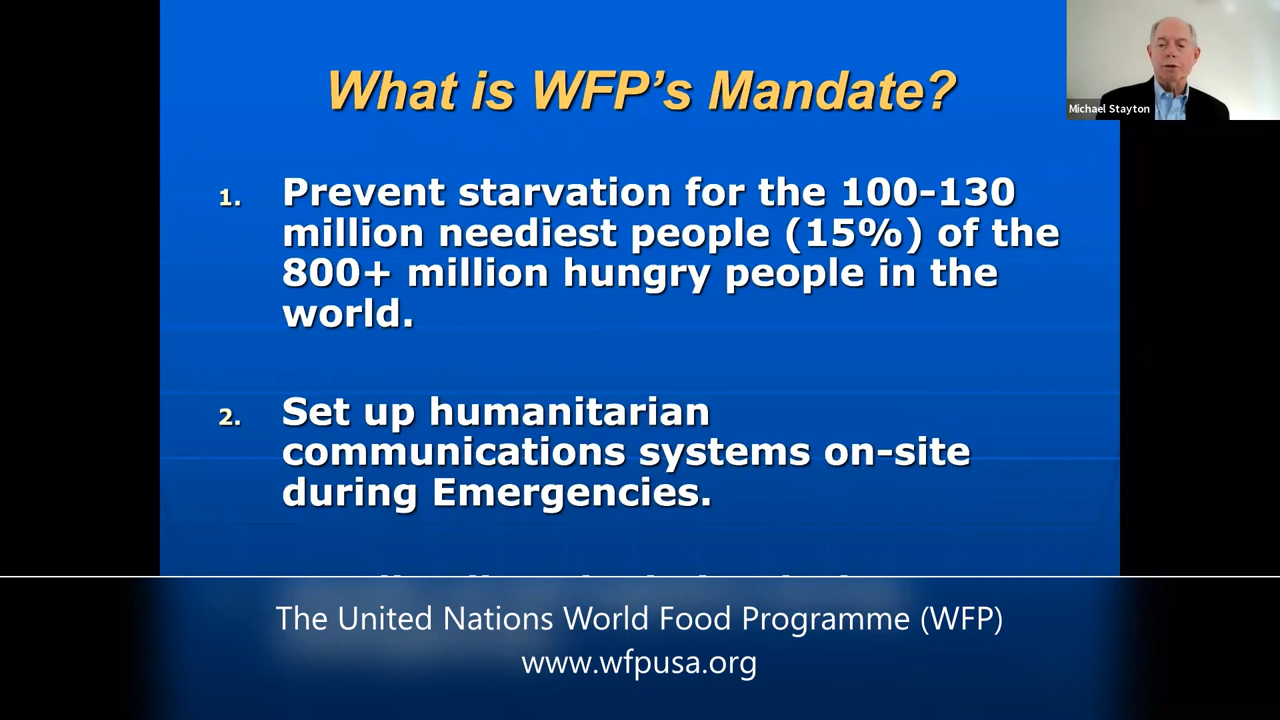 What is WFP's Mandate?
Michael Stayton
1. Prevent starvation for the 100-130
million neediest people (15%) of the
800+ million hungry people in the
world.
2. Set up humanitarian
communications systems on-site
during Emergencies.
The United Nations World Food Programme (WFP)
www.wfpusa.org